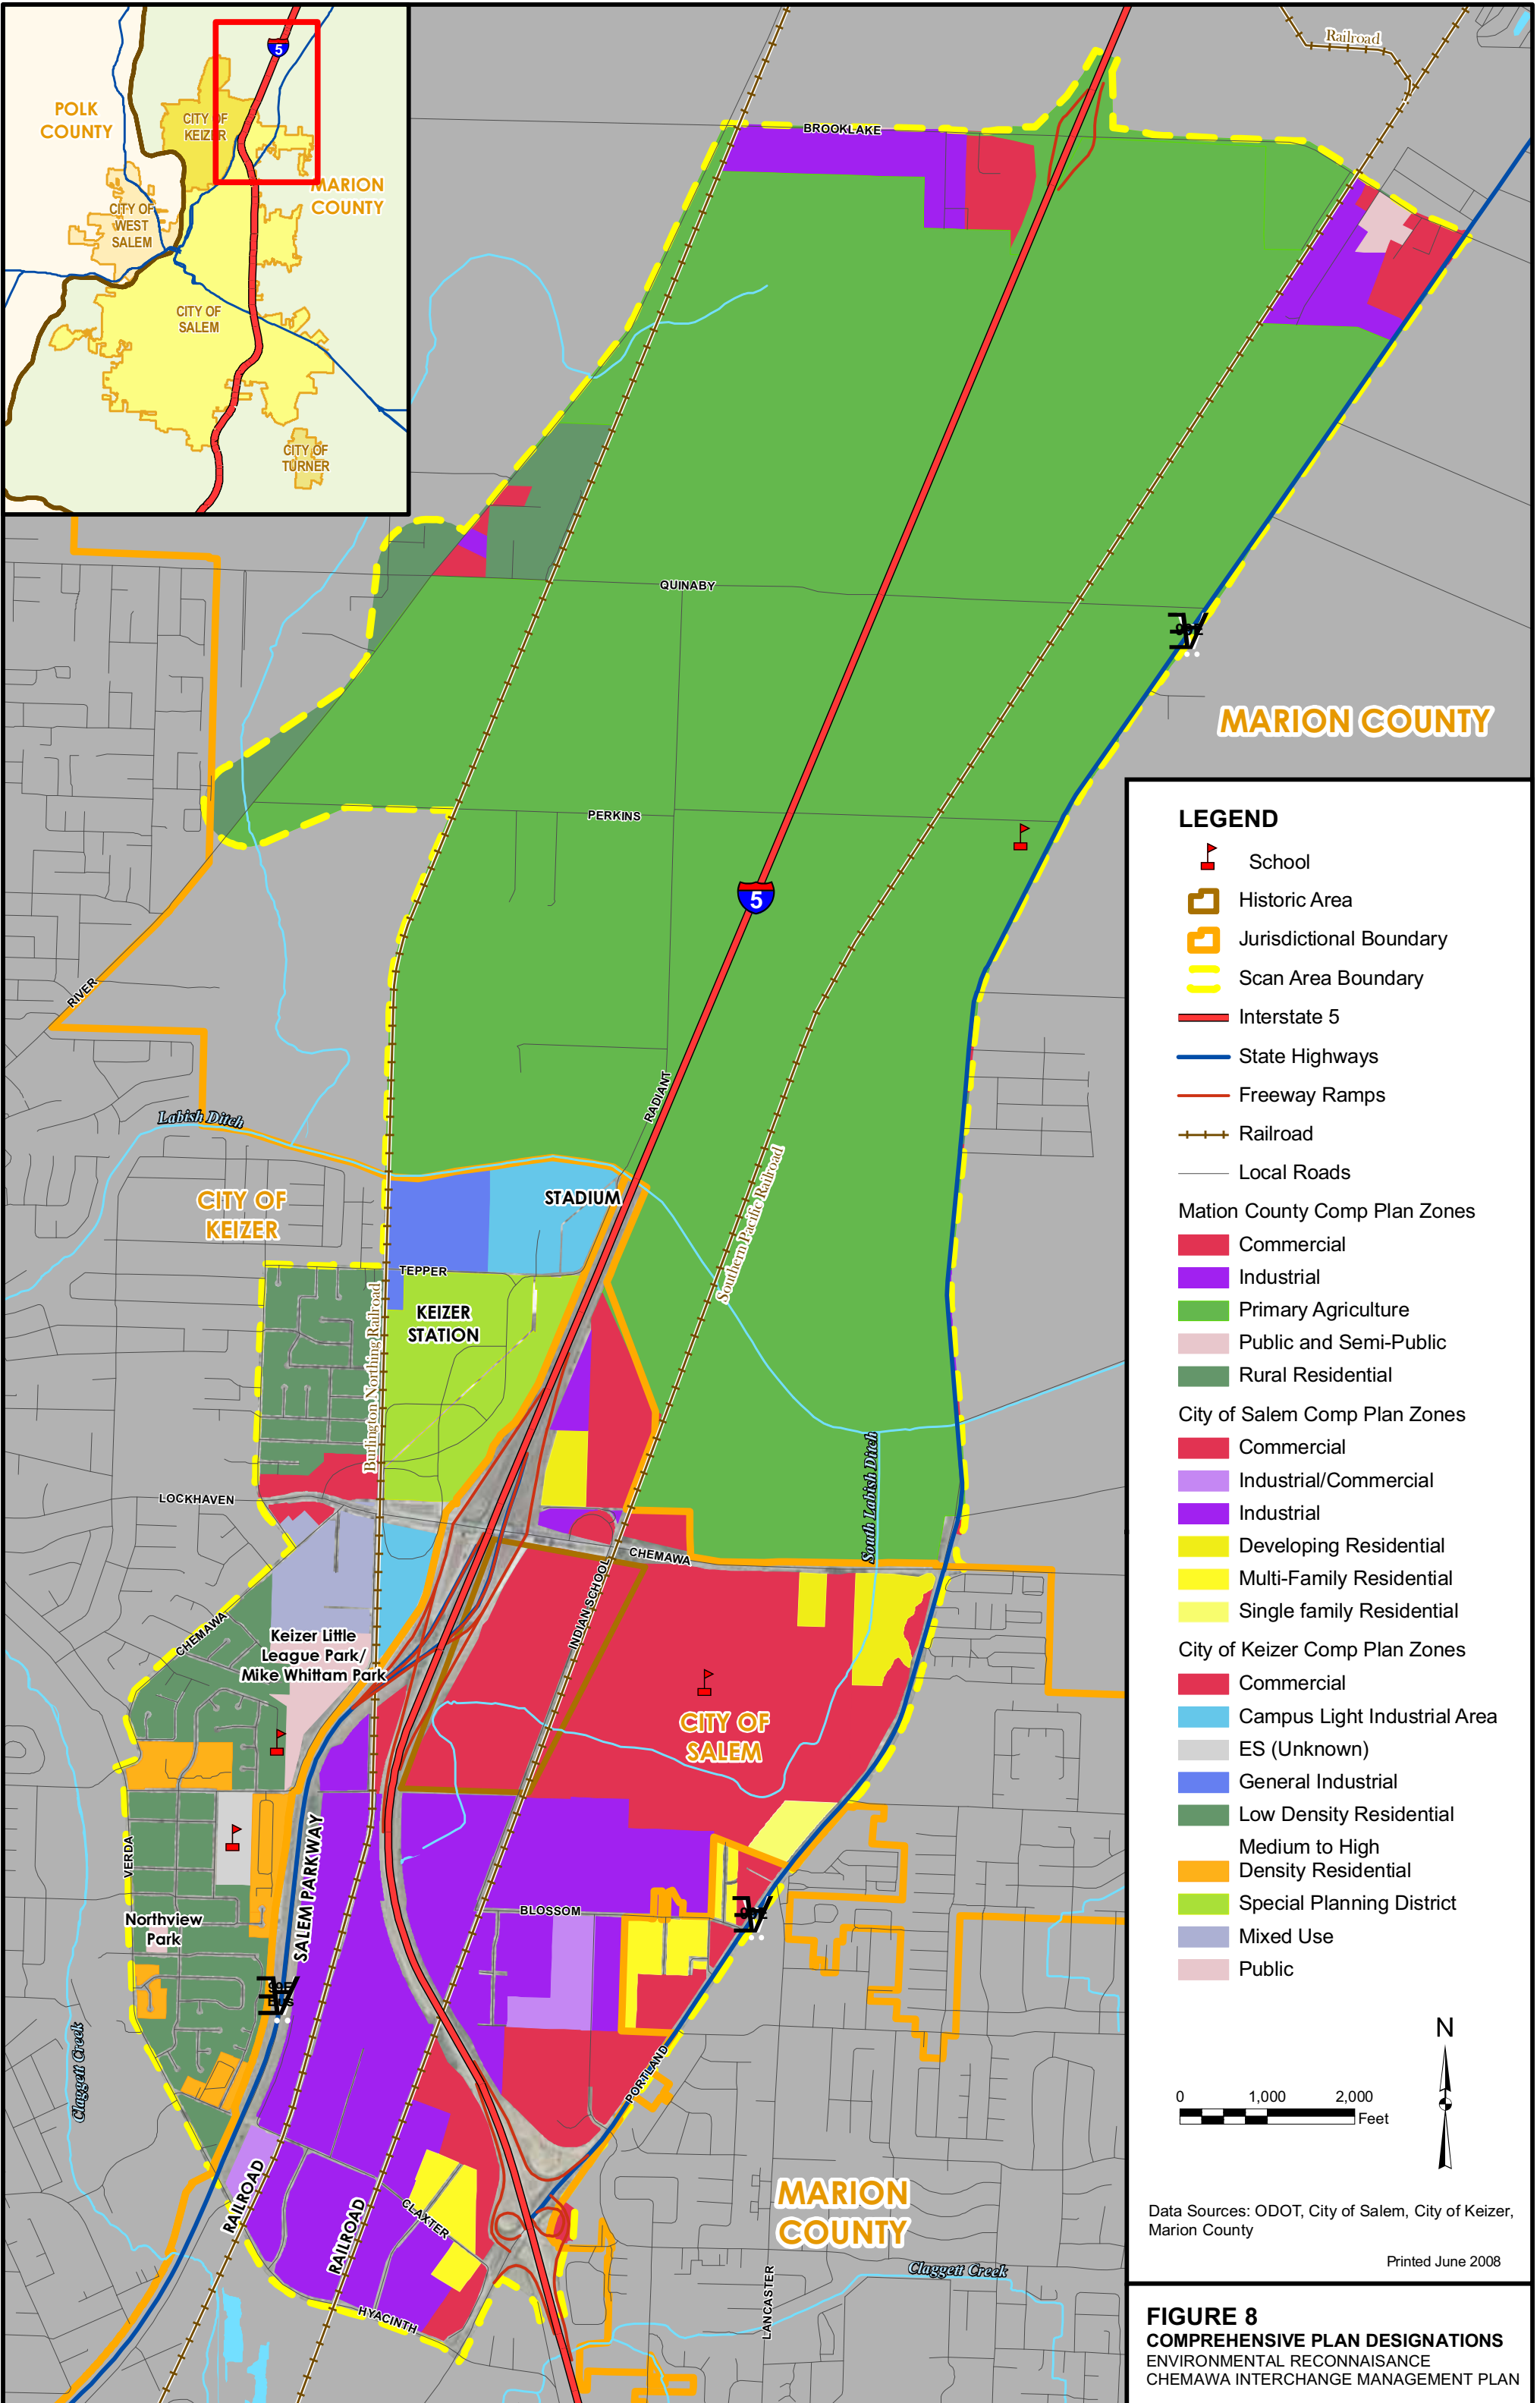 5
POLK
COUNTY
CITY OF
KEIZER
MARION
COUNTY
CITY OF
WEST
SALEM
CITY OF
SALEM
CITY OF
TURNER
Railroad
BROOKLAKE
QUINABY
99E
MARION COUNTY
PERKINS
5
RIVER
RADIANT
Labish Ditch
Southern Pacific Railroad
CITY OF
KEIZER
STADIUM
TEPPER
KEIZER
STATION
Burlington Northing Railroad
LOCKHAVEN
South Labish Ditch
CHEMAWA
INDIAN SCHOOL
CHEMAWA
Keizer Little
League Park/
Mike Whittam Park
CITY OF
SALEM
VERDA
SALEM PARKWAY
BLOSSOM
99E
Northview
Park
99E
BUS
Claggett Creek
PORTLAND
RAILROAD
RAILROAD
CLAXTER
MARION
COUNTY
Claggett Creek
LANCASTER
HYACINTH
LEGEND
School
Historic Area
Jurisdictional Boundary
Scan Area Boundary
Interstate 5
State Highways
Freeway Ramps
Railroad
Local Roads
Mation County Comp Plan Zones
Commercial
Industrial
Primary Agriculture
Public and Semi-Public
Rural Residential
City of Salem Comp Plan Zones
Commercial
Industrial/Commercial
Industrial
Developing Residential
Multi-Family Residential
Single family Residential
City of Keizer Comp Plan Zones
Commercial
Campus Light Industrial Area
ES (Unknown)
General Industrial
Low Density Residential
Medium to High
Density Residential
Special Planning District
Mixed Use
Public
N
0 1,000 2,000
Feet
Data Sources: ODOT, City of Salem, City of Keizer,
Marion County
Printed June 2008
FIGURE 8
COMPREHENSIVE PLAN DESIGNATIONS
ENVIRONMENTAL RECONNAISANCE
CHEMAWA INTERCHANGE MANAGEMENT PLAN